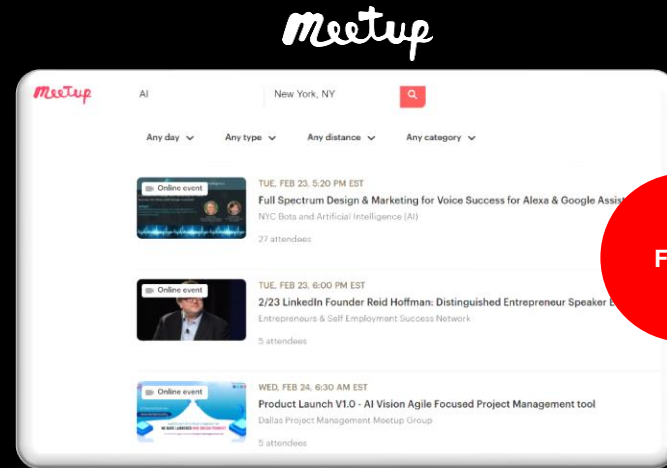 Meetup
Meetup
AI
New York, NY
Any day
Any type
Any distance
Any category
Online event
TUE, FEB 23, 5:20 PM EST
Full Spectrum Design & Marketing for Voice Success for Alexa & Google Assist
NYC Bots and Artificial Intelligence (AI)
27 attendees
Online event
TUE, FEB 23, 6:00 PM EST
2/23 LinkedIn Founder Reid Hoffman: Distinguished Entrepreneur Speaker
Entrepreneurs & Self Employment Success Network
5 attendees
F
Online event
WED, FEB 24, 6:30 AM EST
Product Launch V1.0 - AI Vision Agile Focused Project Management tool
Dallas Project Management Meetup Group
5 attendees